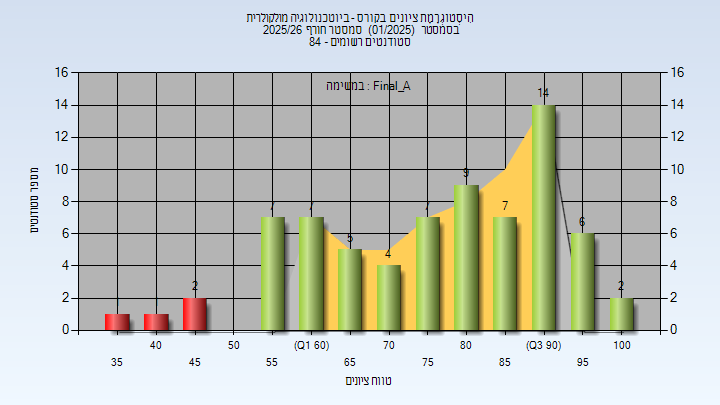 היסטוגרמת ציונים בקורס - ביוטכנולוגיה מולקולרית
בסמסטר (01/2025) סמסטר חורף 2025/26
סטודנטים רשומים - 84
במשימה : Final_A
מספר סטודנטים
16 16
14 14
12 12
10 10
8 8
6 6
4 4
2 2
0 0
2 7 7 5 4 7 9 7 14 6 2
40 50 (Q1 60) 70 80 (Q3 90) 100
35 45 55 65 75 85 95
טווח ציונים